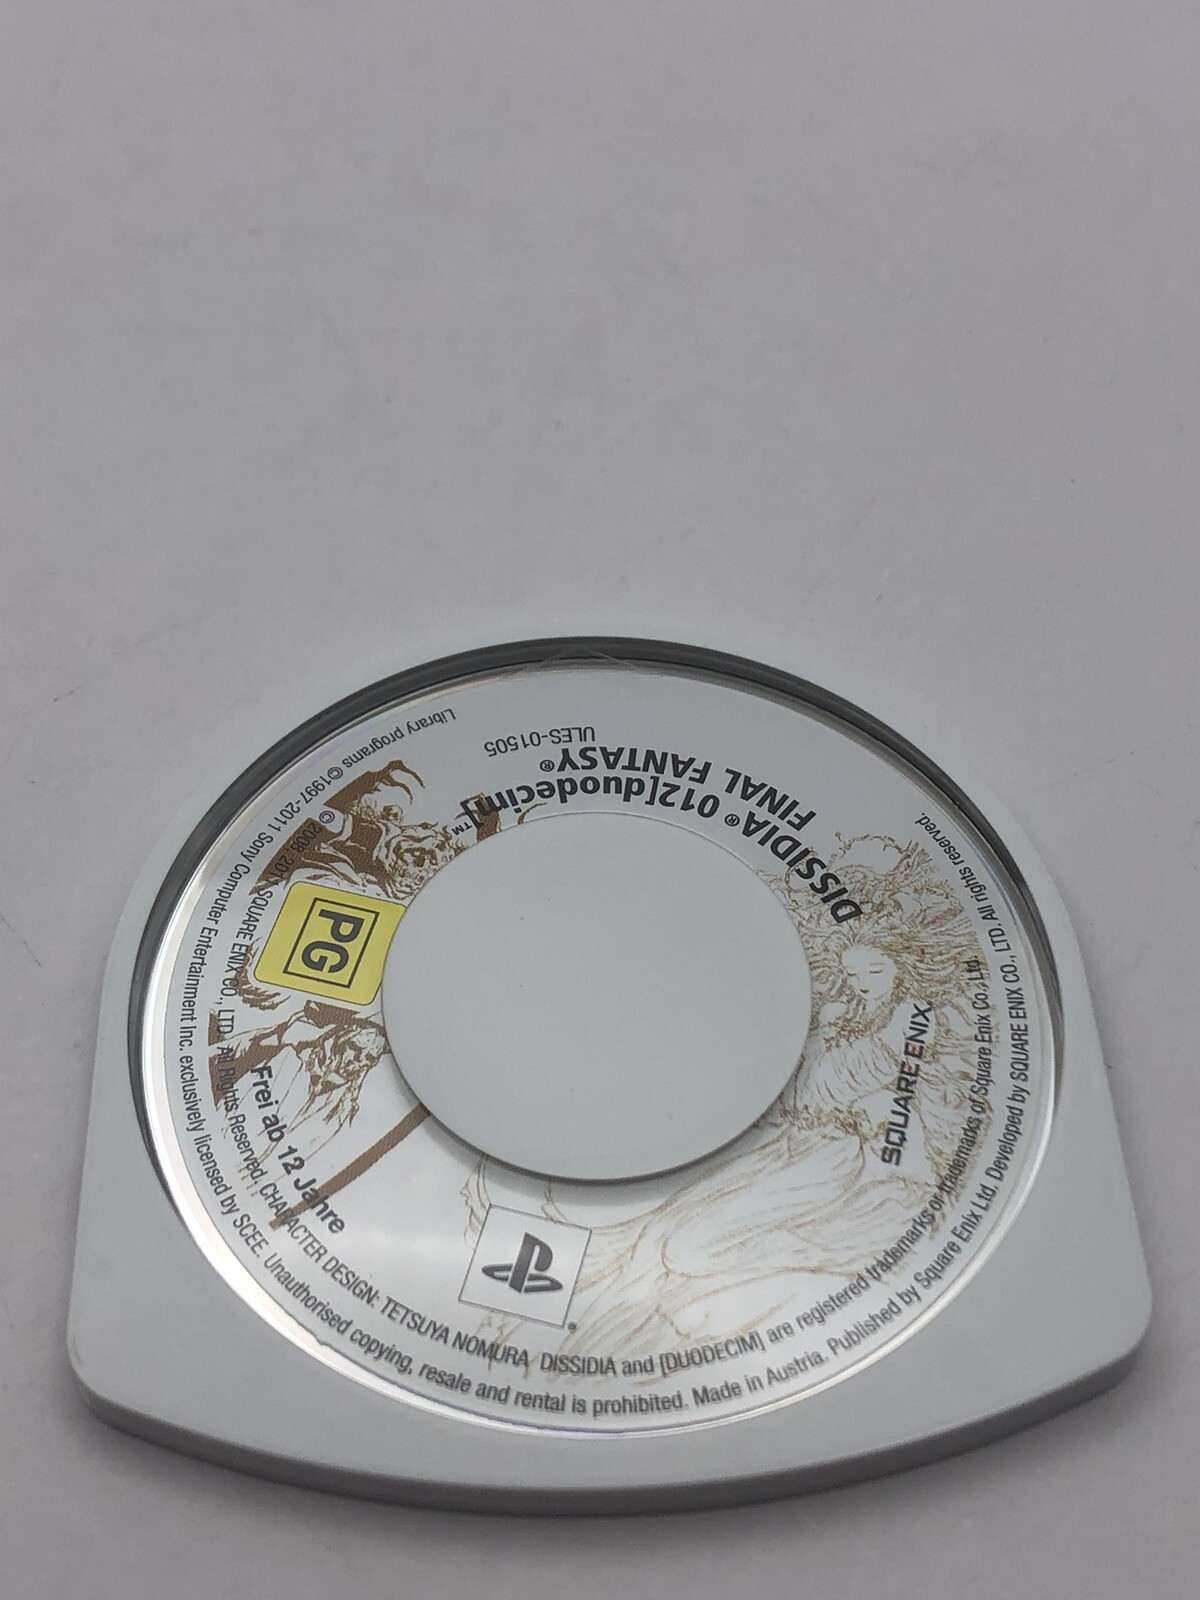 DISSIDIA® 012[duodecim]™
FINAL FANTASY®
ULES-01505
PG
Frei ab 12 Jahre
SQUARE ENIX
SQUARE ENIX CO., LTD. All Rights Reserved. CHARACTER DESIGN: TETSUYA NOMURA DISSIDIA and [DUODECIM] are registered trademarks or trademarks of Square Enix Co., Ltd.
Library programs ©1997-2011 Sony Computer Entertainment Inc. exclusively licensed by SCEE. Unauthorised copying, resale and rental is prohibited. Made in Austria. Published by Square Enix Ltd. Developed by SQUARE ENIX CO., LTD. All rights reserved.